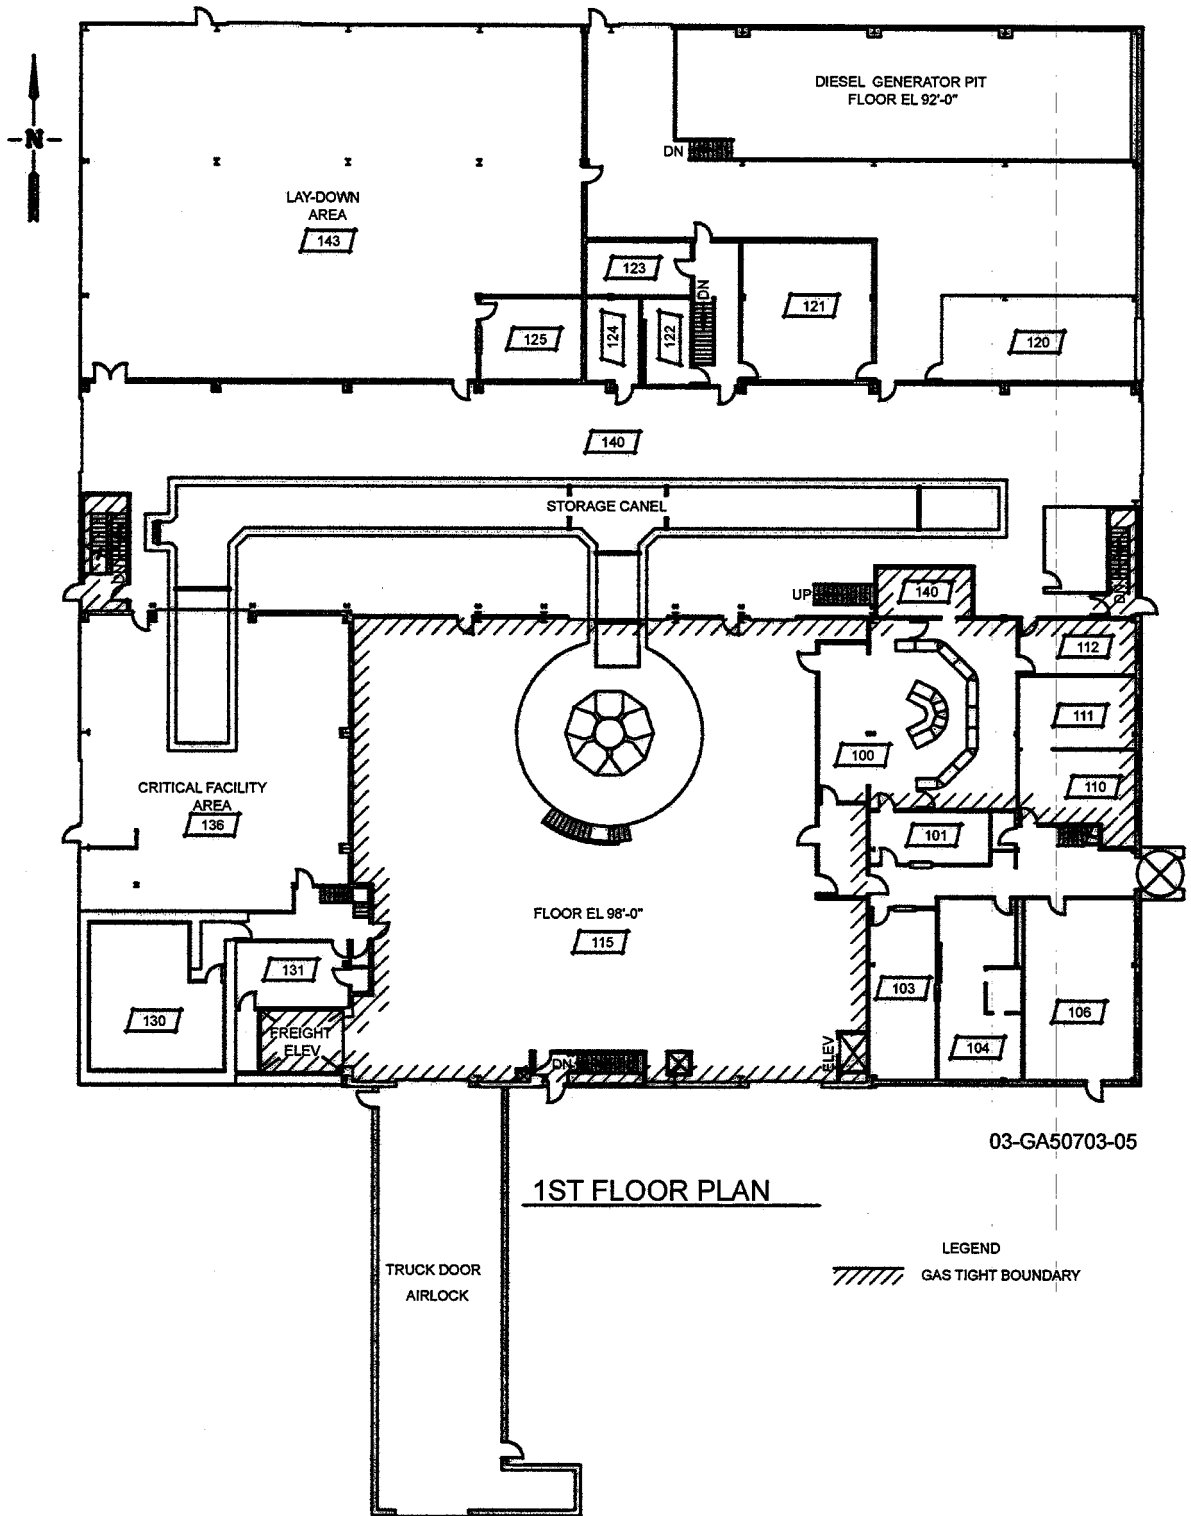 DIESEL GENERATOR PIT
FLOOR EL 92'-0"
N
DN
LAY-DOWN
AREA
143
123
DN
121
125
124
122
120
140
STORAGE CANEL
DN
DN
UP
140
112
111
100
110
CRITICAL FACILITY
AREA
136
101
FLOOR EL 98'-0"
115
131
103
130
106
FREIGHT
ELEV
104
DN
ELEV
03-GA50703-05
1ST FLOOR PLAN
LEGEND
GAS TIGHT BOUNDARY
TRUCK DOOR
AIRLOCK